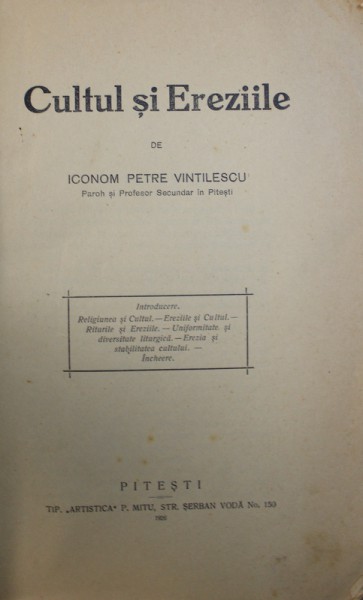 Cultul și Ereziile
DE
ICONOM PETRE VINTILESCU
Paroh și Profesor Secundar în Pitești
Introducere.
Religiunea și Cultul. — Ereziile și Cultul. —
Riturile și Ereziile. — Uniformitate și
diversitate liturgică. — Erezia și
stabilitatea cultului. —
Încheere.
PITEȘTI
TIP. „ARTISTICA" P. MITU, STR. ȘERBAN VODĂ No. 150